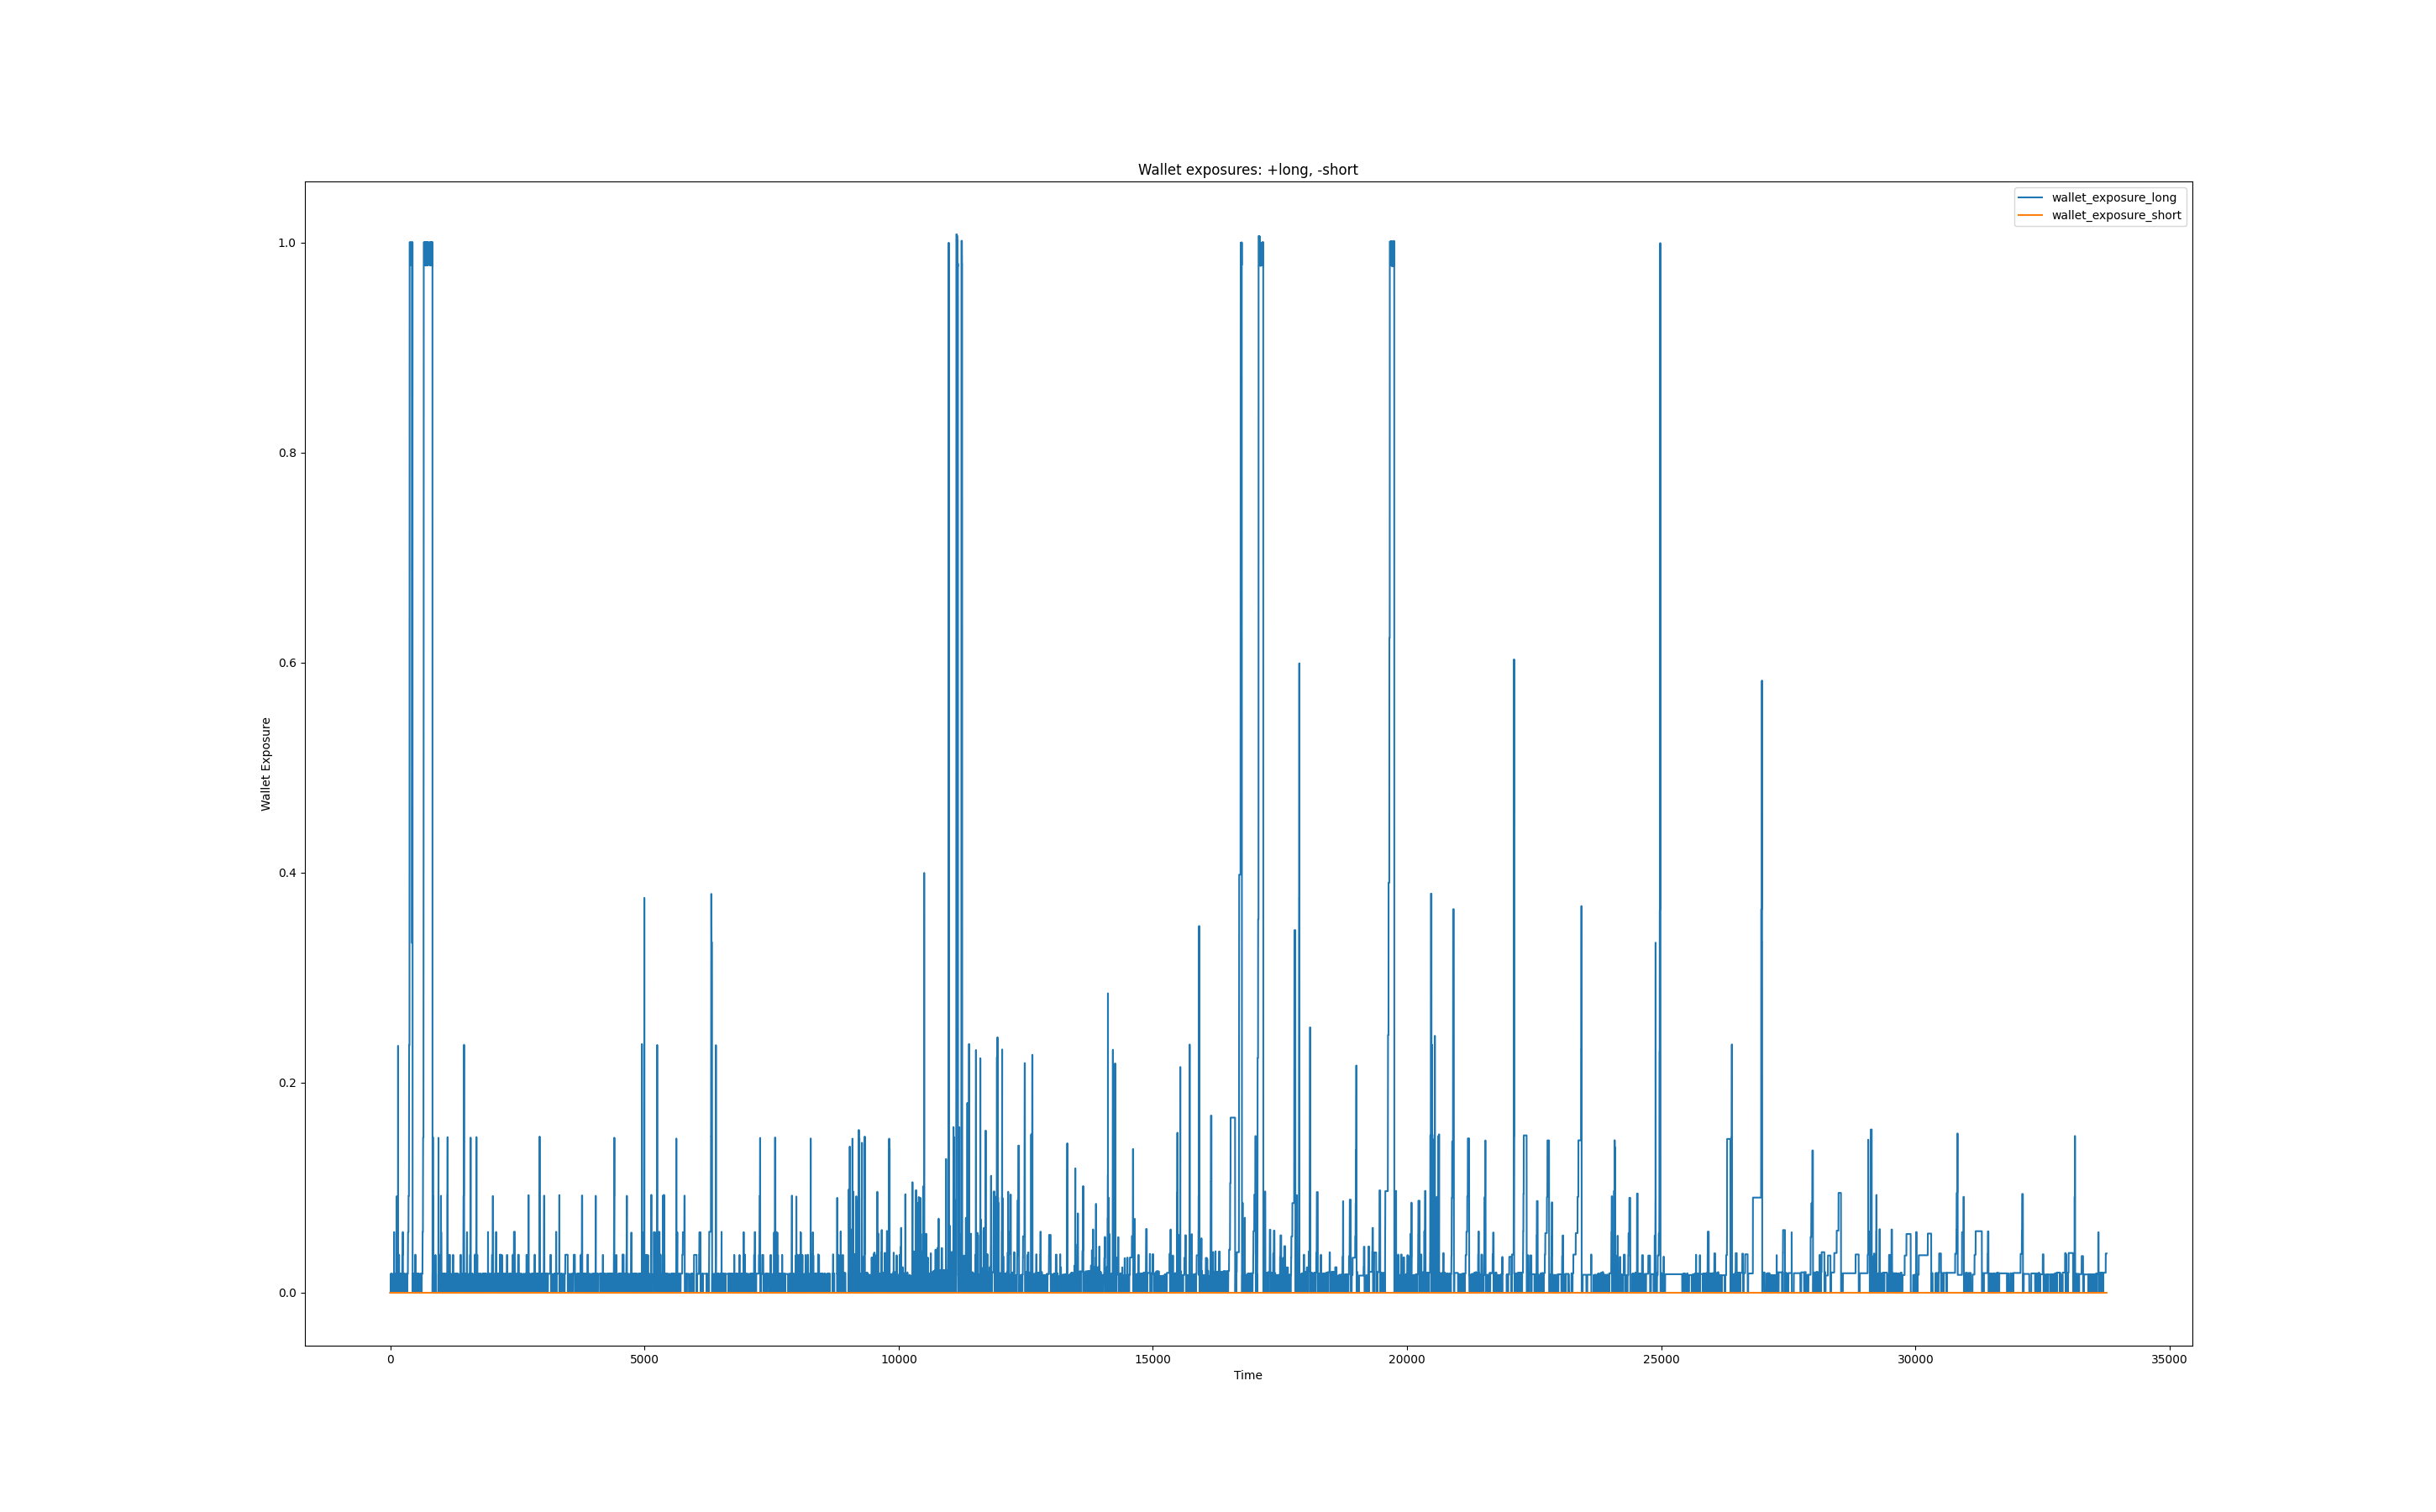 Wallet exposures: +long, -short
wallet_exposure_long
wallet_exposure_short
1.0
0.8
0.6
0.4
0.2
0.0
Wallet Exposure
0 5000 10000 15000 20000 25000 30000 35000
Time